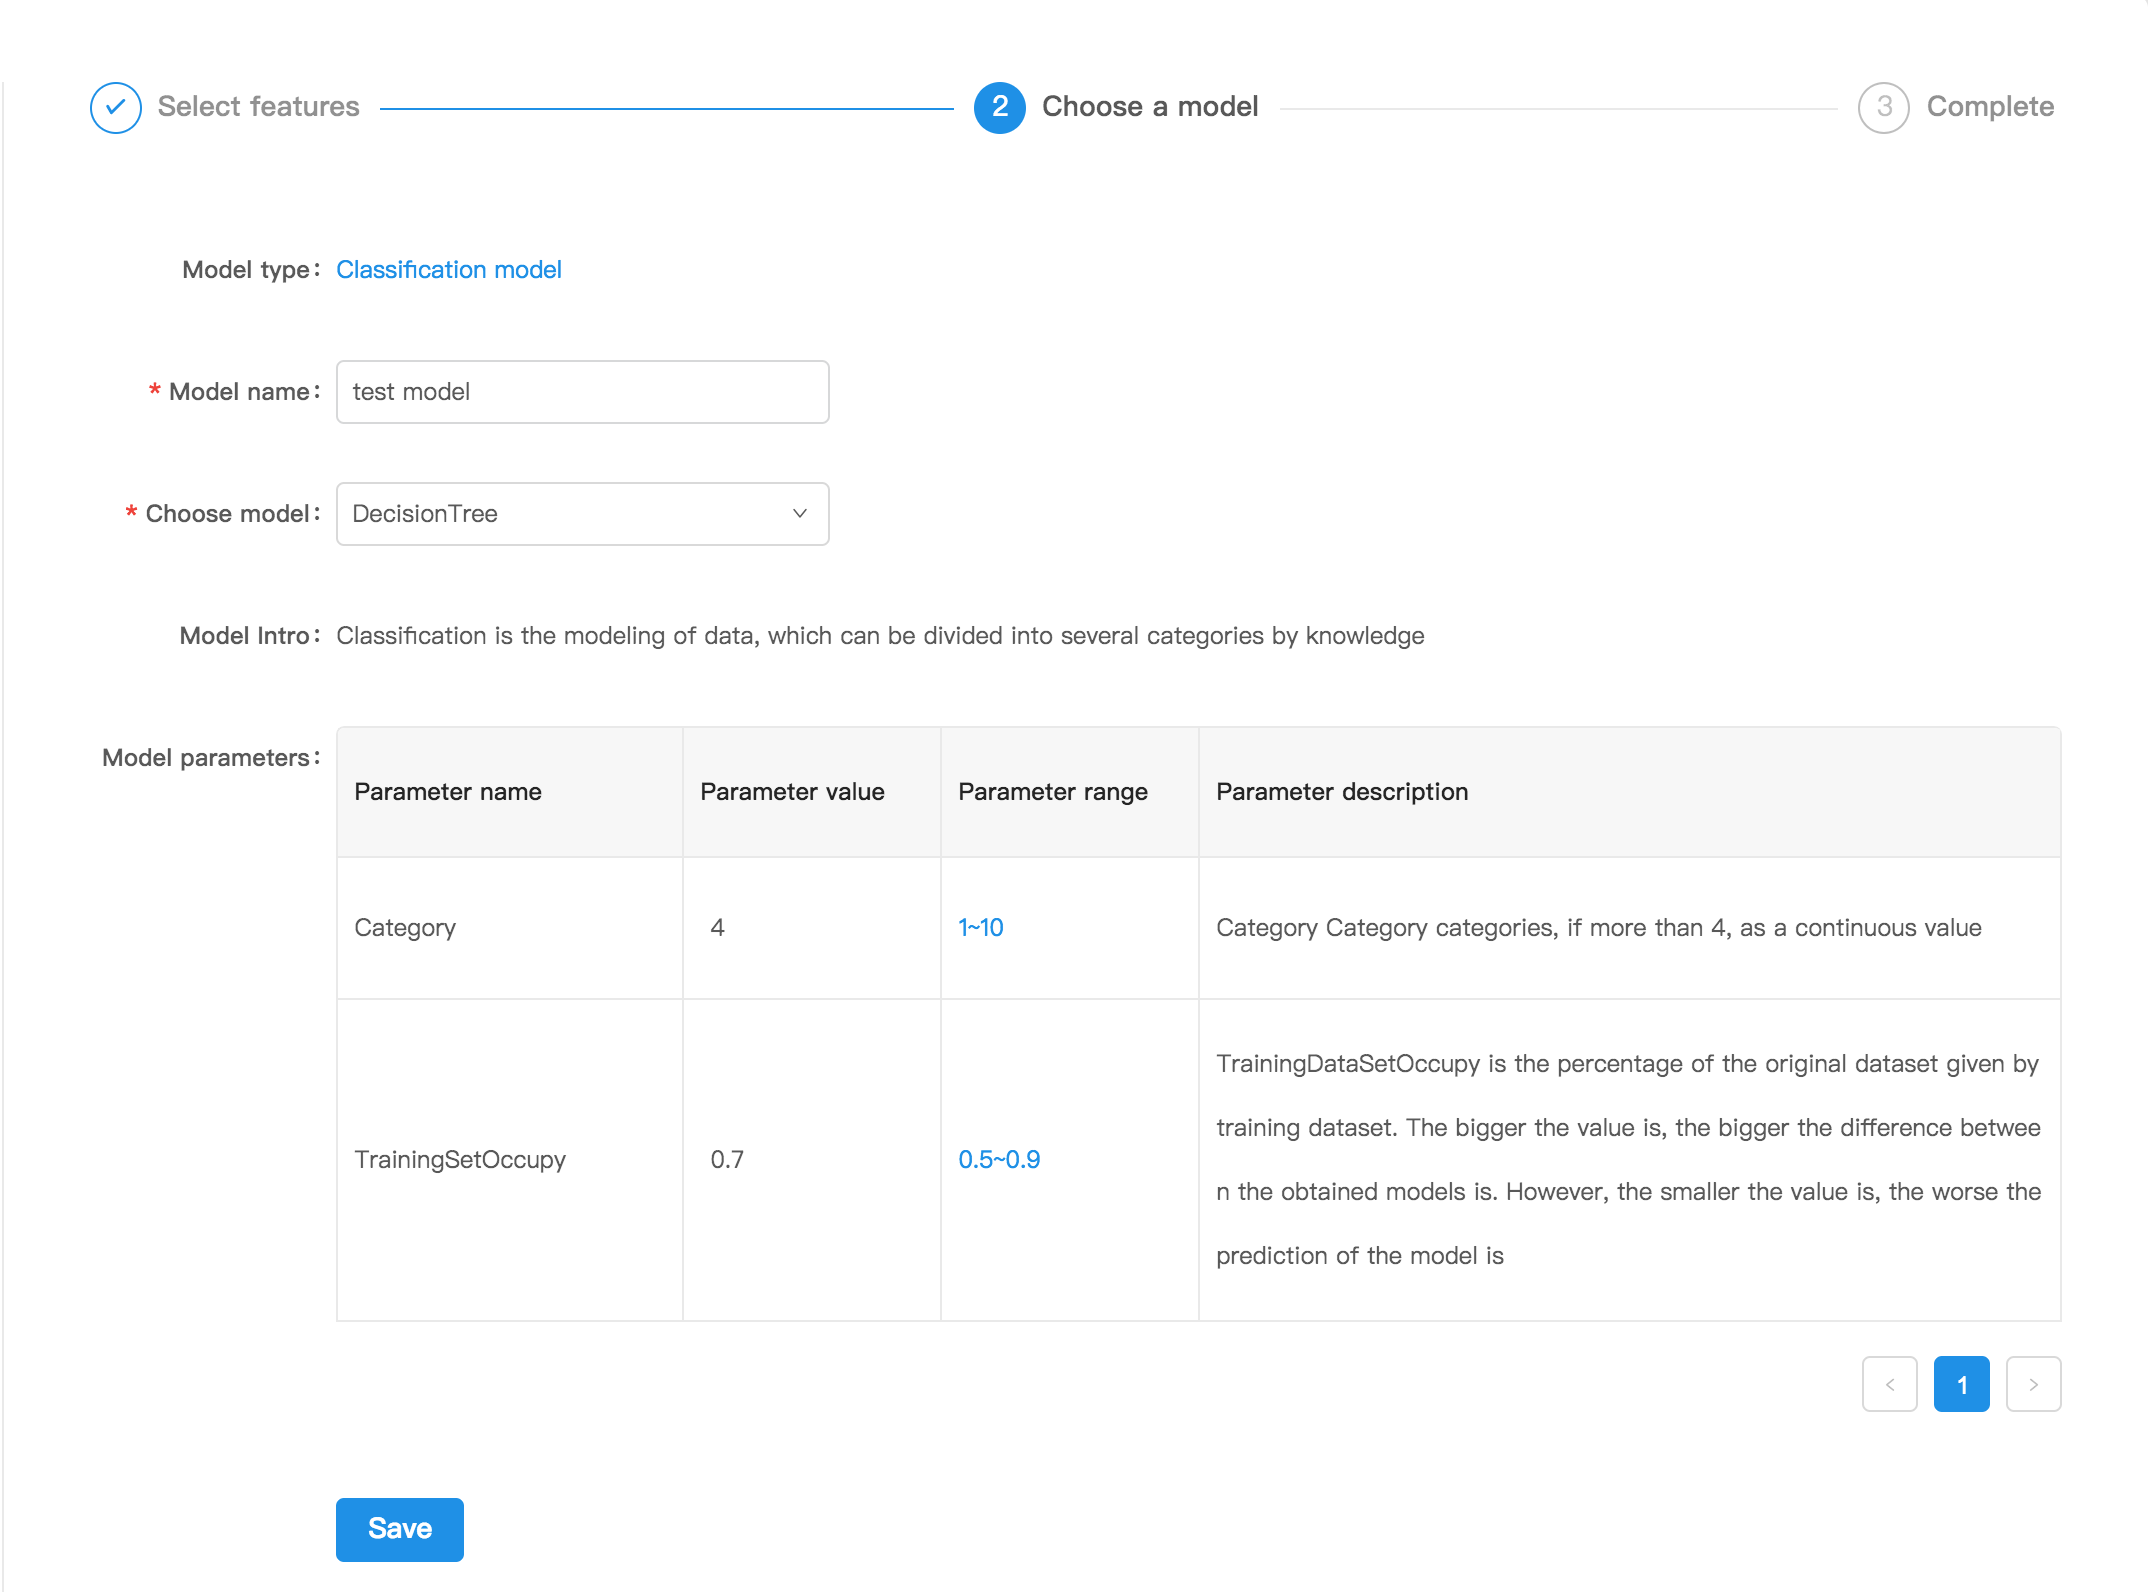 Select features
2 Choose a model
3 Complete
Model type: Classification model
* Model name: test model
* Choose model: DecisionTree
Model Intro: Classification is the modeling of data, which can be divided into several categories by knowledge
Model parameters:
Parameter name Parameter value Parameter range Parameter description
Category 4 1~10 Category Category categories, if more than 4, as a continuous value
TrainingSetOccupy 0.7 0.5~0.9
TrainingDataSetOccupy is the percentage of the original dataset given by
training dataset. The bigger the value is, the bigger the difference betwee
n the obtained models is. However, the smaller the value is, the worse the
prediction of the model is
< 1 >
Save